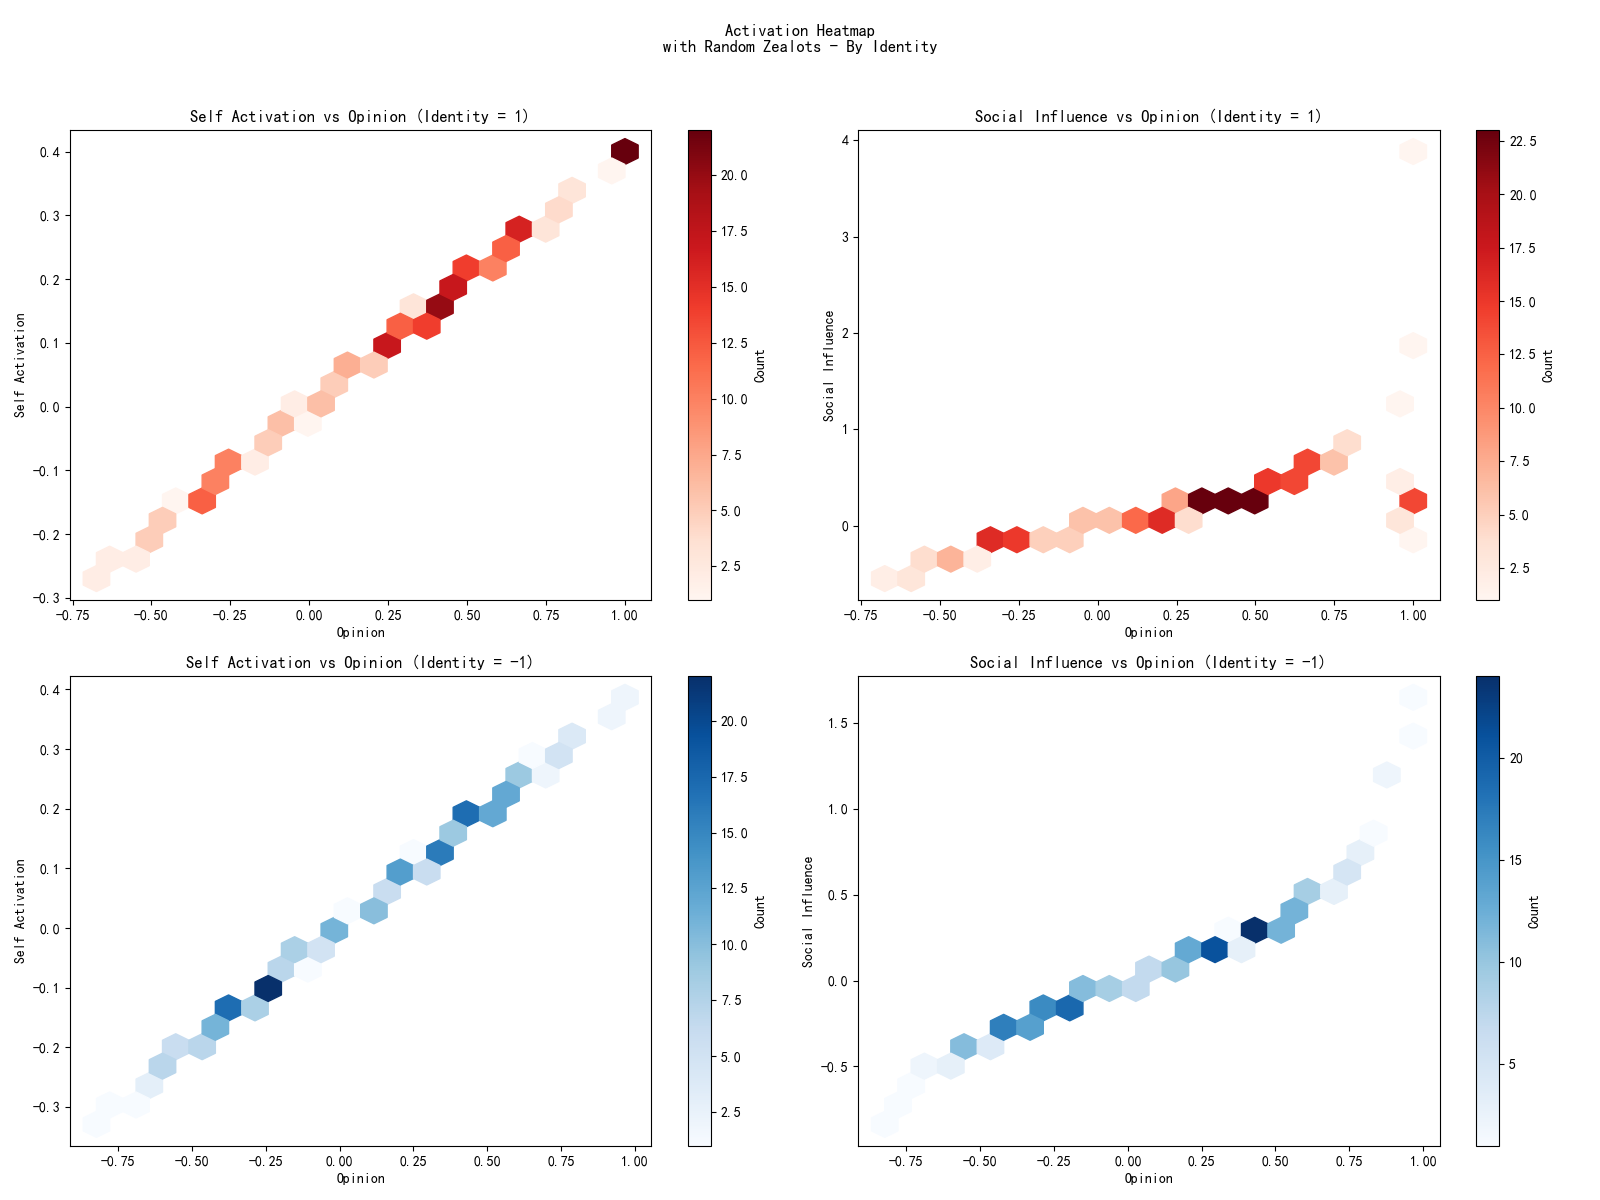 Activation Heatmap
with Random Zealots - By Identity
Self Activation vs Opinion (Identity = 1)
0.4
0.3
0.2
0.1
0.0
-0.1
-0.2
-0.3
Self Activation
-0.75 -0.50 -0.25 0.00 0.25 0.50 0.75 1.00
Opinion
20.0
17.5
15.0
12.5
10.0
7.5
5.0
2.5
Count
Social Influence vs Opinion (Identity = 1)
4
3
2
1
0
Social Influence
-0.75 -0.50 -0.25 0.00 0.25 0.50 0.75 1.00
Opinion
22.5
20.0
17.5
15.0
12.5
10.0
7.5
5.0
2.5
Count
Self Activation vs Opinion (Identity = -1)
0.4
0.3
0.2
0.1
0.0
-0.1
-0.2
-0.3
Self Activation
-0.75 -0.50 -0.25 0.00 0.25 0.50 0.75 1.00
Opinion
20.0
17.5
15.0
12.5
10.0
7.5
5.0
2.5
Count
Social Influence vs Opinion (Identity = -1)
1.5
1.0
0.5
0.0
-0.5
Social Influence
-0.75 -0.50 -0.25 0.00 0.25 0.50 0.75 1.00
Opinion
20
15
10
5
Count